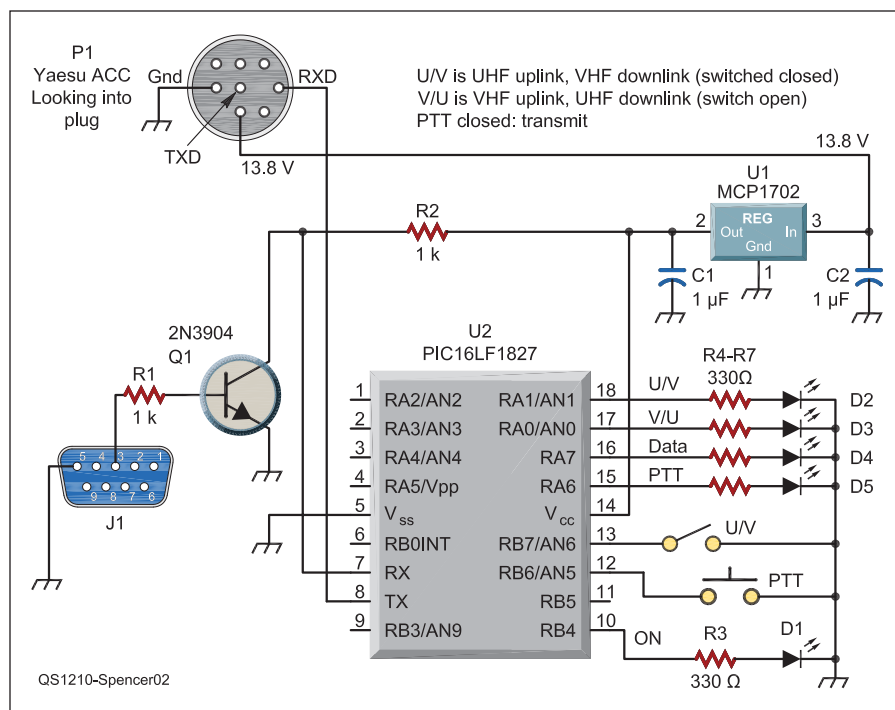 P1
Yaesu ACC
Looking into
plug
Gnd
RXD
TXD
13.8 V
U/V is UHF uplink, VHF downlink (switched closed)
V/U is VHF uplink, UHF downlink (switch open)
PTT closed: transmit
13.8 V
U1
MCP1702
2
REG
3
Out
In
Gnd
1
R2
1 k
C1
1 µF
C2
1 µF
2N3904
Q1
R1
1 k
5
4
3
2
1
9
8
7
6
J1
U2
PIC16LF1827
1
RA2/AN2
RA1/AN1
18
2
RA3/AN3
RA0/AN0
17
3
RA4/AN4
RA7
16
4
RA5/Vpp
RA6
15
5
Vss
Vcc
14
6
RB0INT
RB7/AN6
13
7
RX
RB6/AN5
12
8
TX
RB5
11
9
RB3/AN9
RB4
10
R4-R7
330Ω
U/V
D2
V/U
D3
Data
D4
PTT
D5
U/V
PTT
ON
R3
330 Ω
D1
QS1210-Spencer02